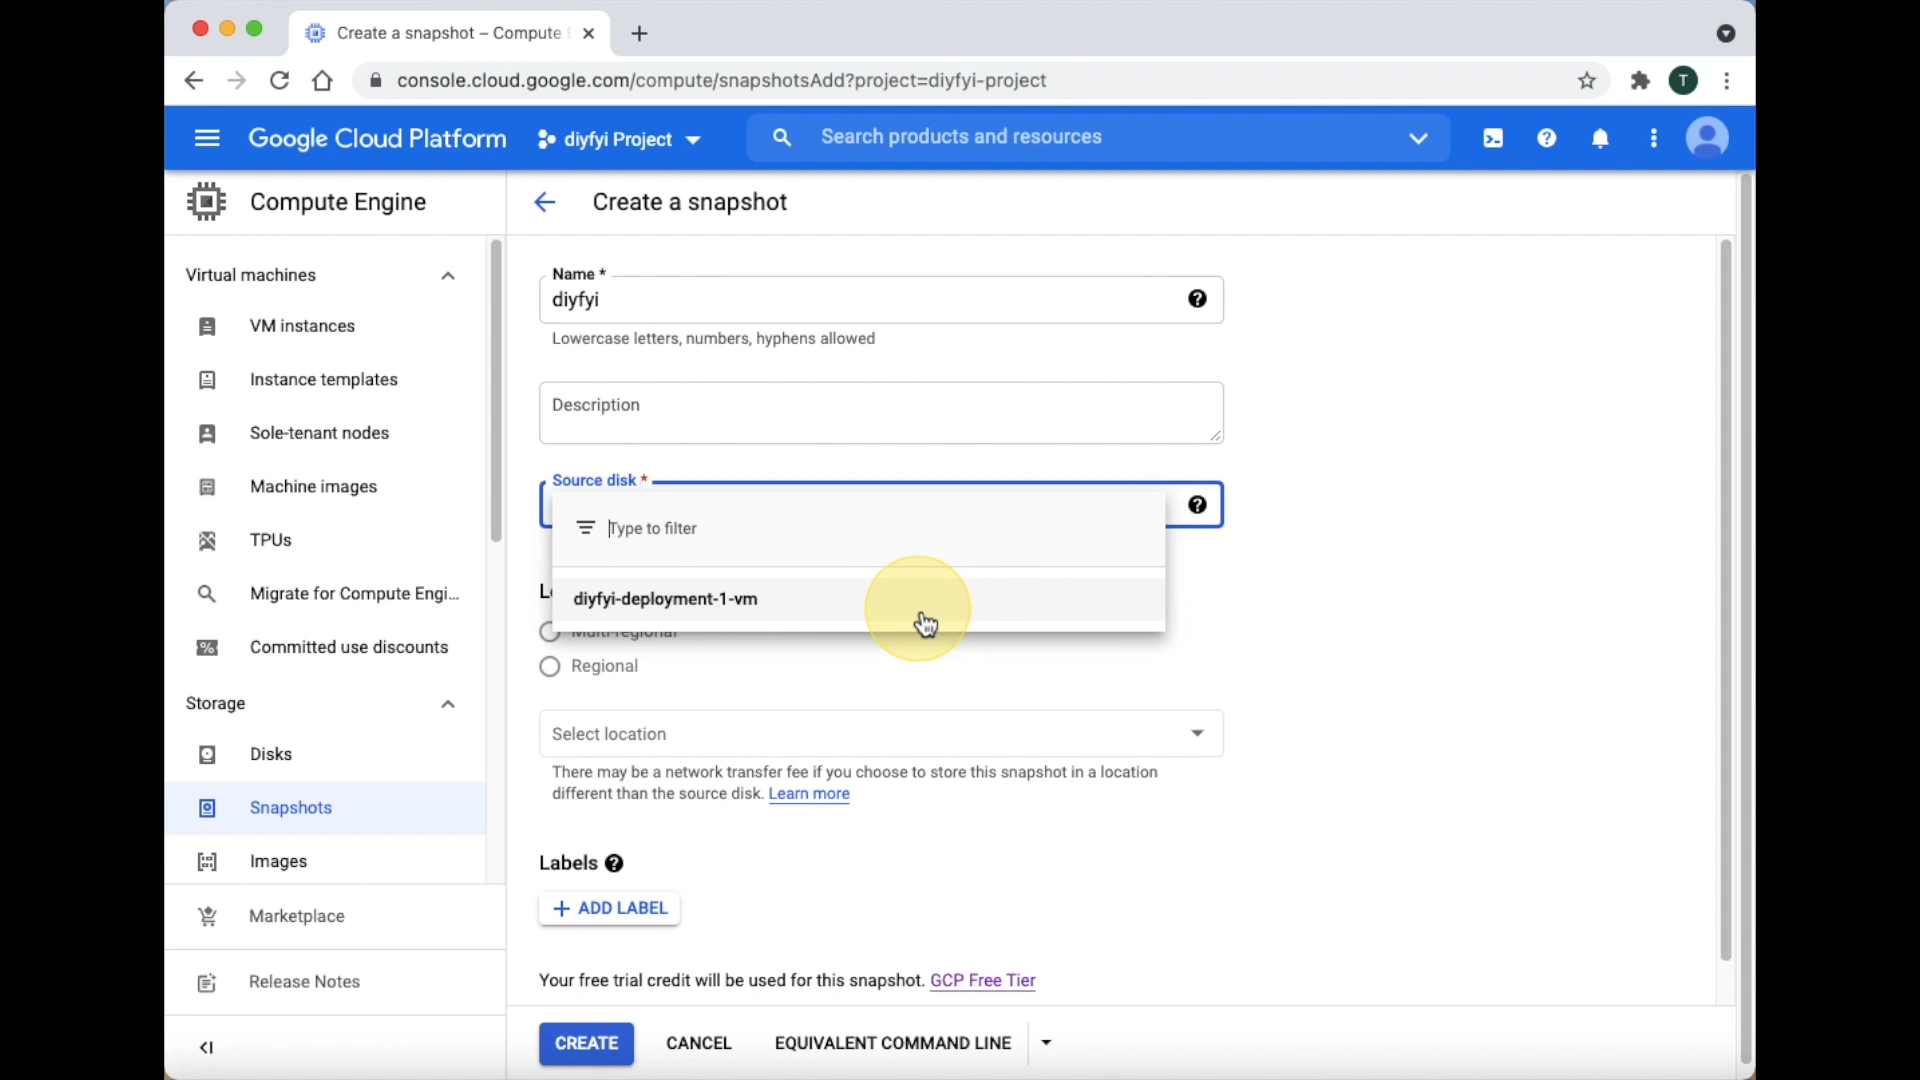 Create a snapshot – Compute E
console.cloud.google.com/compute/snapshotsAdd?project=diyfyi-project
T
Google Cloud Platform
diyfyi Project
Search products and resources
Compute Engine
Create a snapshot
Virtual machines
VM instances
Instance templates
Sole-tenant nodes
Machine images
TPUs
Migrate for Compute Engi...
Committed use discounts
Storage
Disks
Snapshots
Images
Marketplace
Release Notes
Name *
diyfyi
Lowercase letters, numbers, hyphens allowed
Description
Source disk *
Type to filter
diyfyi-deployment-1-vm
Multi-regional
Regional
Select location
There may be a network transfer fee if you choose to store this snapshot in a location
different than the source disk. Learn more
Labels
+ ADD LABEL
Your free trial credit will be used for this snapshot. GCP Free Tier
CREATE
CANCEL
EQUIVALENT COMMAND LINE